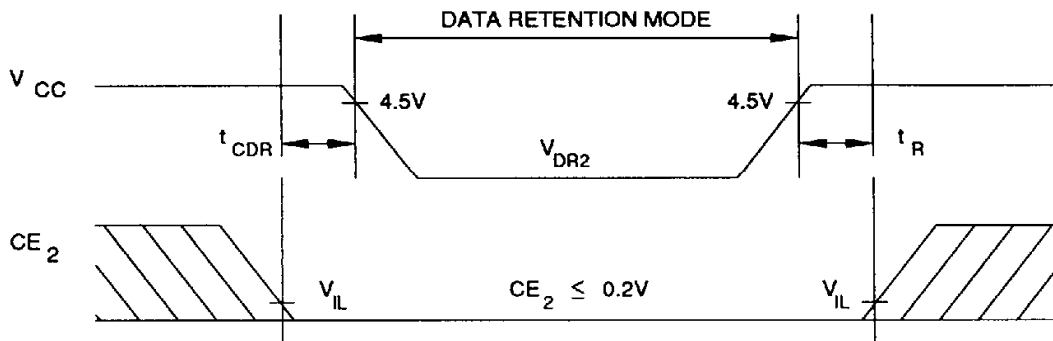 DATA RETENTION MODE
V CC
4.5V
4.5V
t CDR
V DR2
t R
CE 2
V IL
CE 2 ≤ 0.2V
V IL